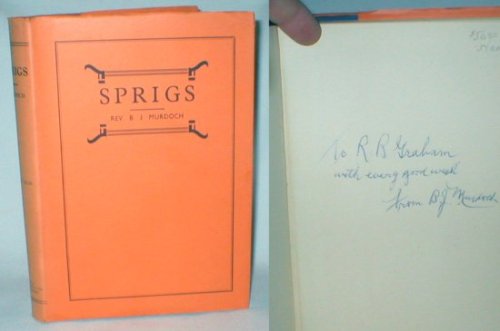 SPRIGS
REV. B J MURDOCH
To R. B Graham
with every good wish
from B. J. Murdoch